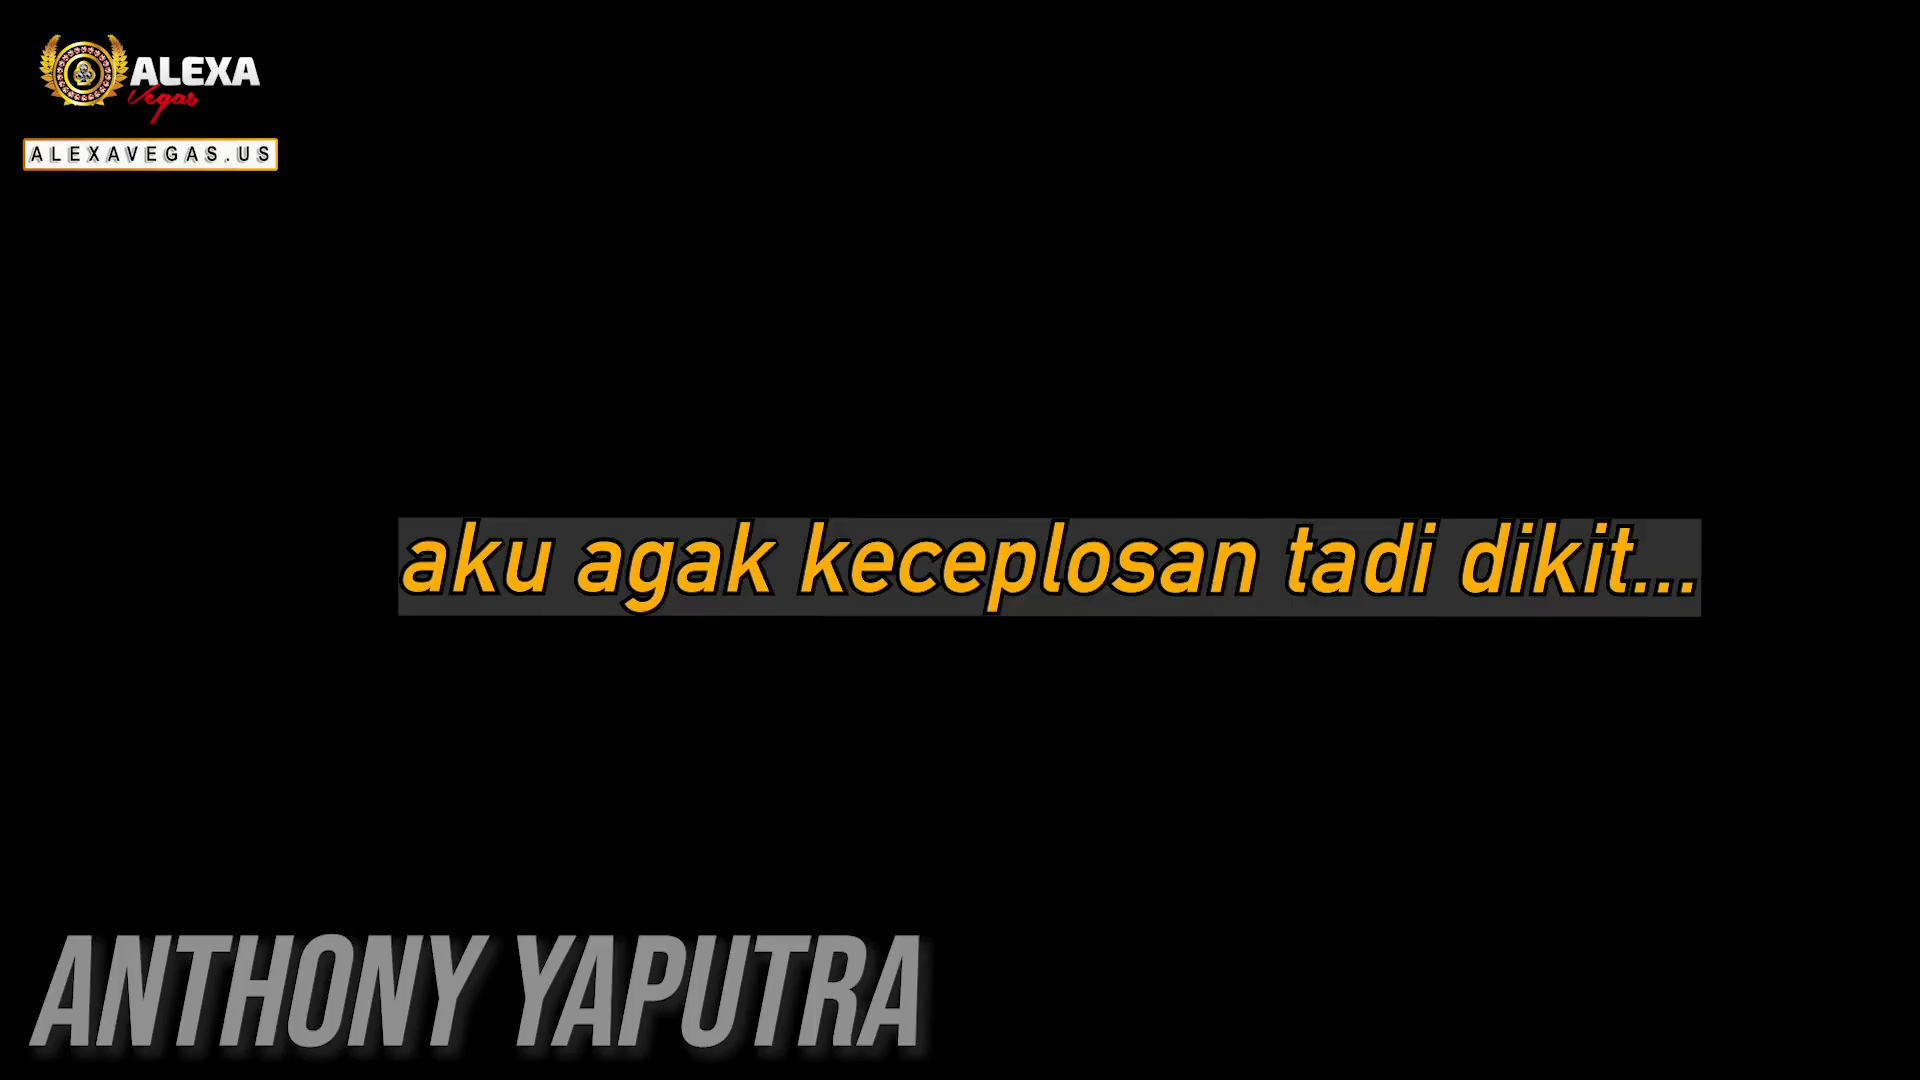 ALEXA
Vegas
ALEXAVEGAS.US
aku agak keceplosan tadi dikit...
ANTHONY YAPUTRA